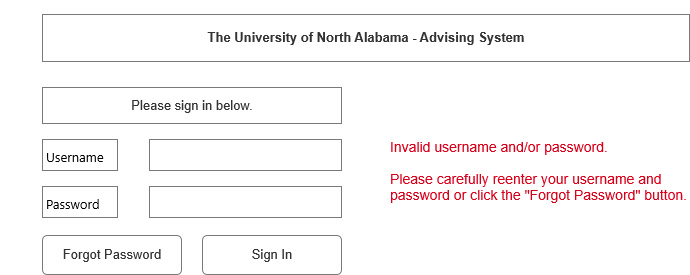 The University of North Alabama - Advising System
Please sign in below.
Username
Invalid username and/or password.
Please carefully reenter your username and
password or click the "Forgot Password" button.
Password
Forgot Password
Sign In